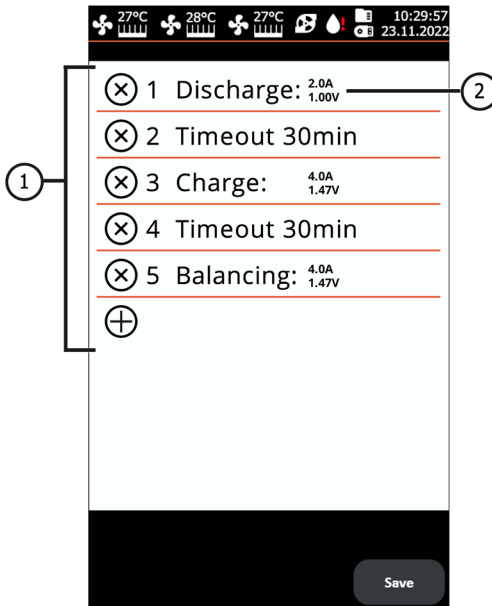 27°C 28°C 27°C 10:29:57
23.11.2022
1 Discharge: 2.0A
1.00V
2
2 Timeout 30min
1
3 Charge: 4.0A
1.47V
4 Timeout 30min
5 Balancing: 4.0A
1.47V
Save